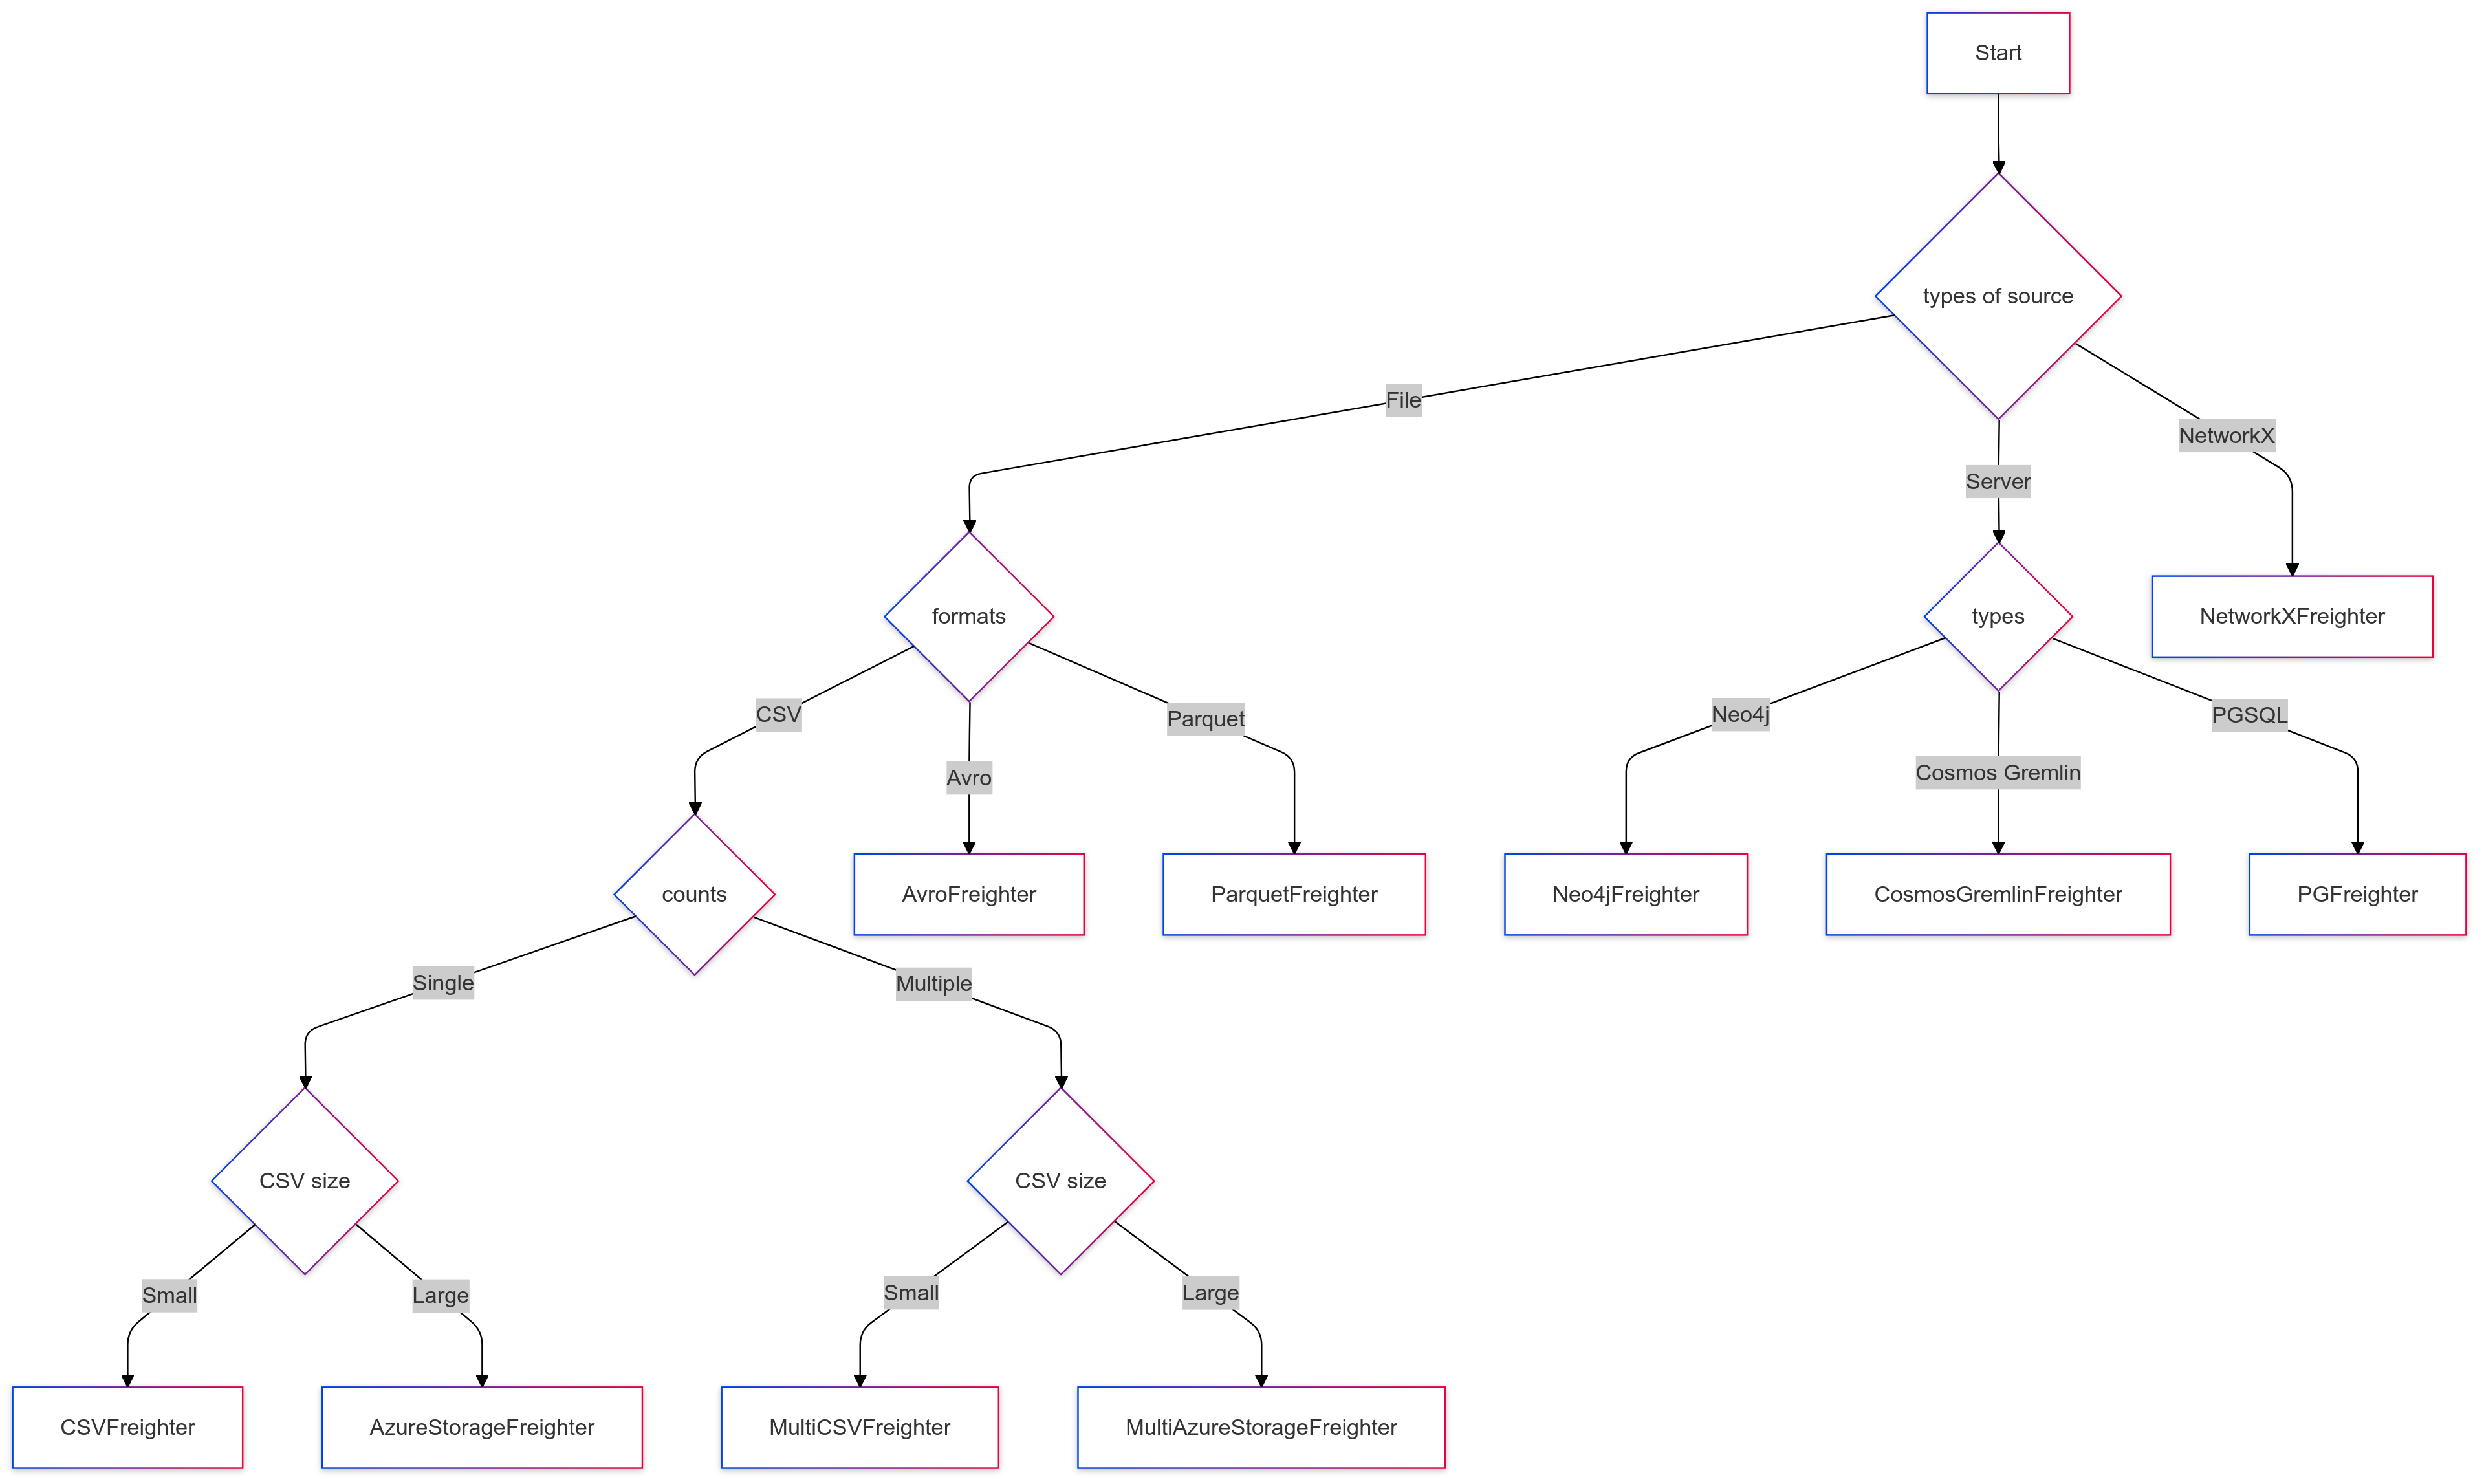 Start
types of source
File
NetworkX
Server
formats
types
NetworkXFreighter
CSV
Parquet
Neo4j
PGSQL
Avro
Cosmos Gremlin
counts
AvroFreighter
ParquetFreighter
Neo4jFreighter
CosmosGremlinFreighter
PGFreighter
Single
Multiple
CSV size
CSV size
Small
Large
Small
Large
CSVFreighter
AzureStorageFreighter
MultiCSVFreighter
MultiAzureStorageFreighter